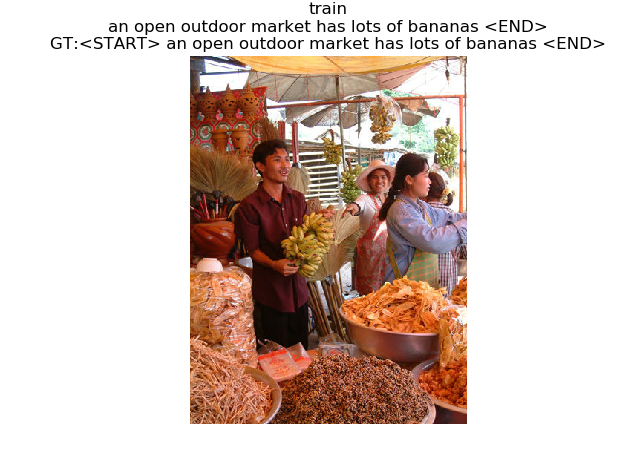 train
an open outdoor market has lots of bananas <END>
GT:<START> an open outdoor market has lots of bananas <END>